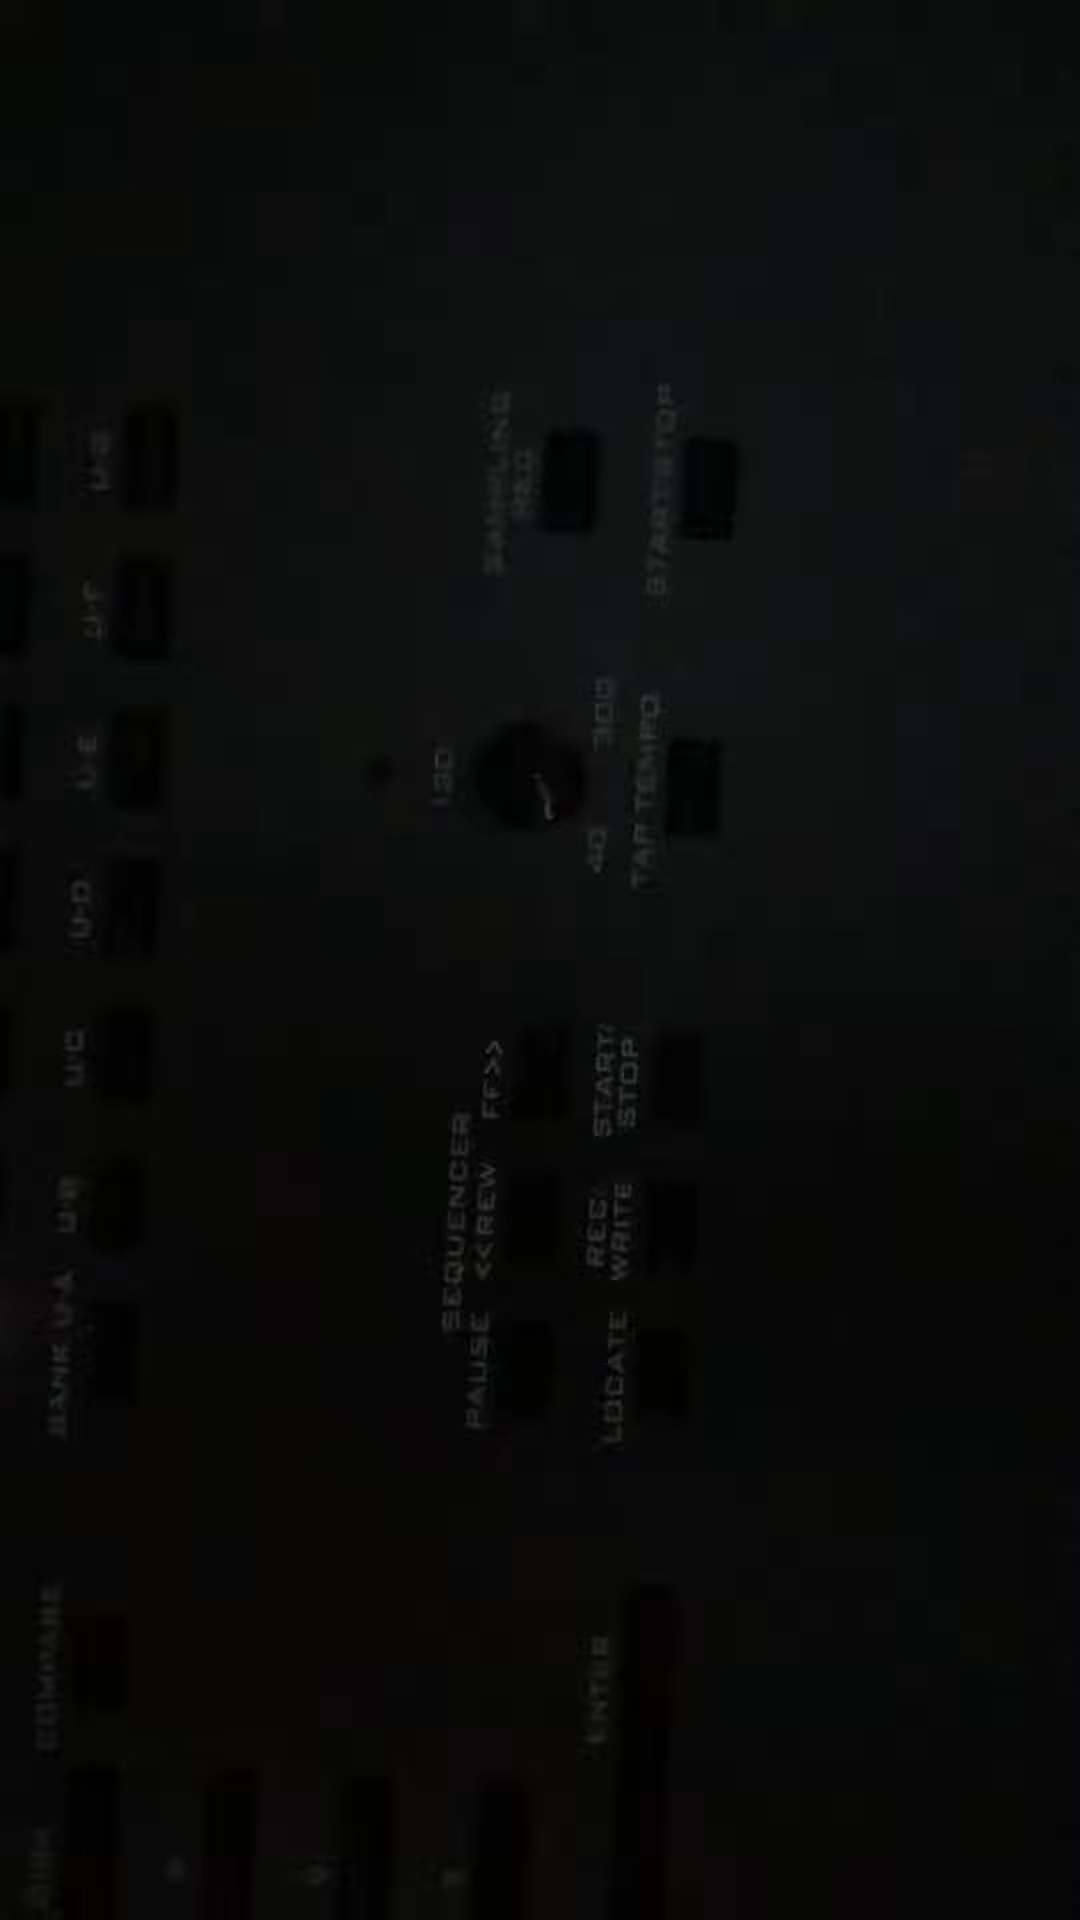 COMPARE
ENTER
BANK U-A
U-B
U-C
U-D
U-E
U-F
U-G
SEQUENCER
PAUSE <<REW FF>>
LOCATE
REC/
WRITE
START/
STOP
120
40
300
TAP TEMPO
SAMPLING
REC
START/STOP